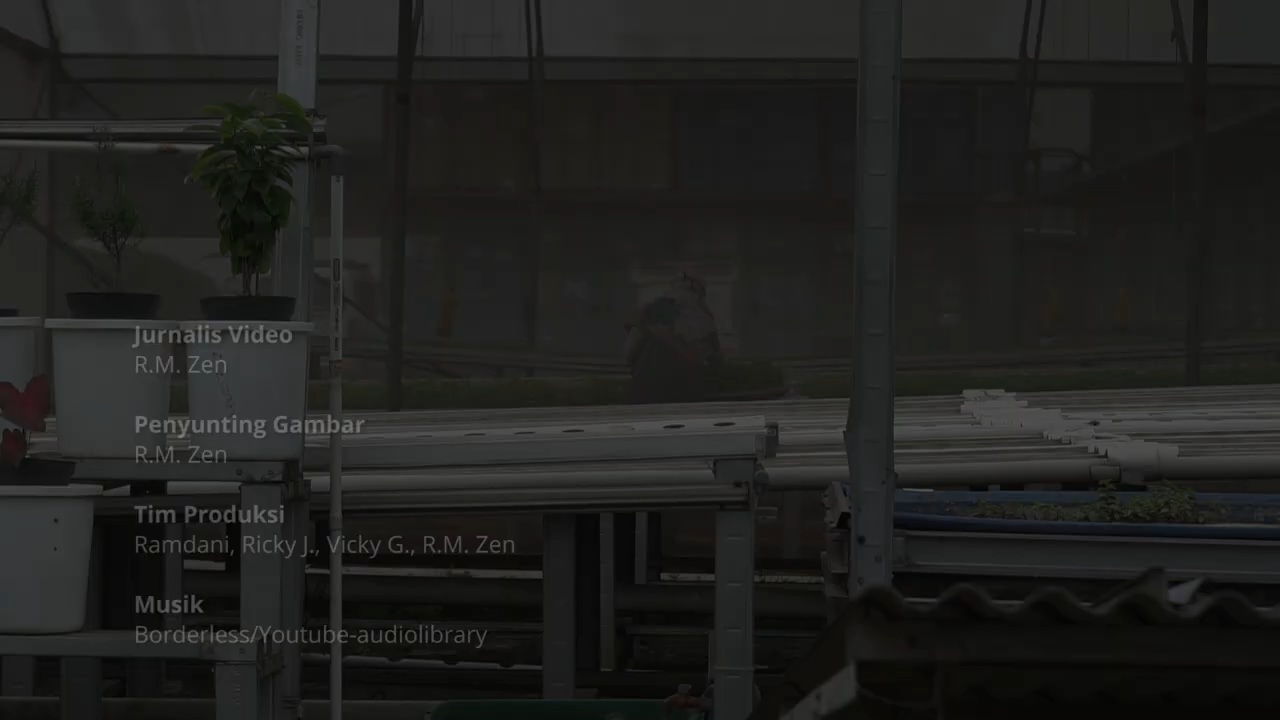 Jurnalis Video
R.M. Zen
Penyunting Gambar
R.M. Zen
Tim Produksi
Ramdani, Ricky J., Vicky G., R.M. Zen
Musik
Borderless/Youtube-audiolibrary